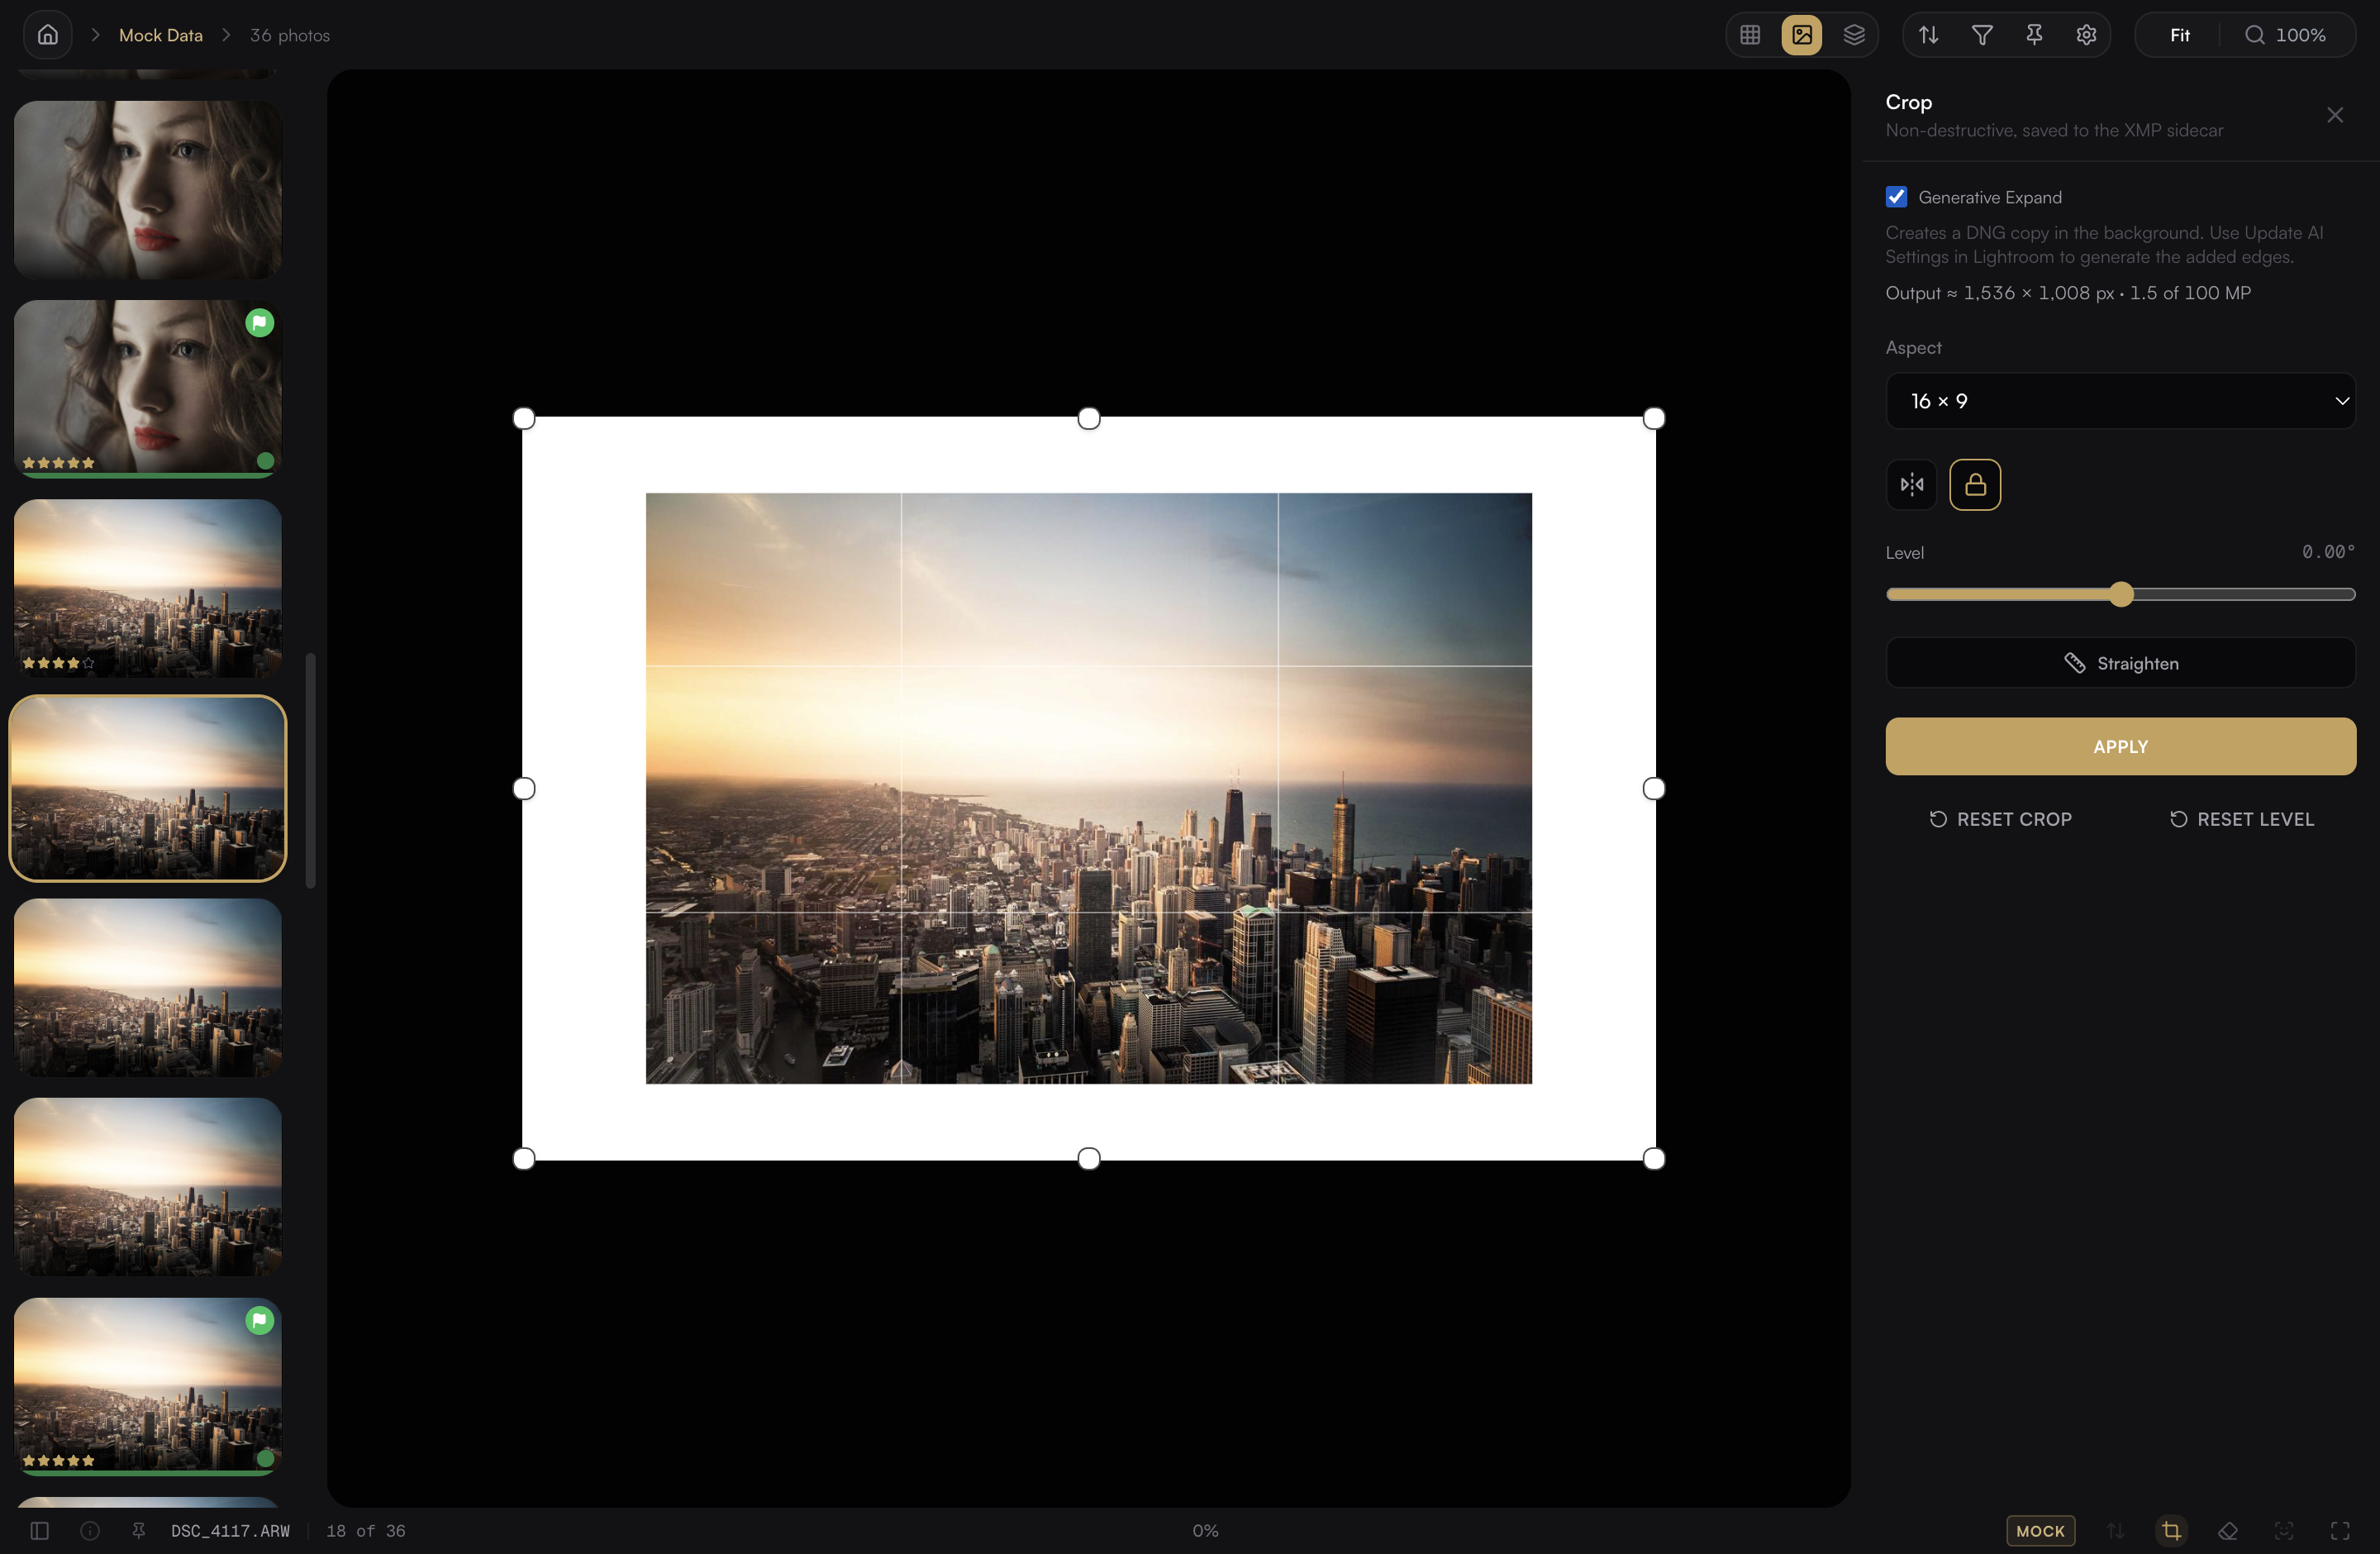 Mock Data
36 photos
Fit
100%
Crop
Non-destructive, saved to the XMP sidecar
Generative Expand
Creates a DNG copy in the background. Use Update AI
Settings in Lightroom to generate the added edges.
Output ≈ 1,536 × 1,008 px · 1.5 of 100 MP
Aspect
16 × 9
Level
0.00°
Straighten
APPLY
RESET CROP
RESET LEVEL
DSC_4117.ARW
18 of 36
0%
MOCK